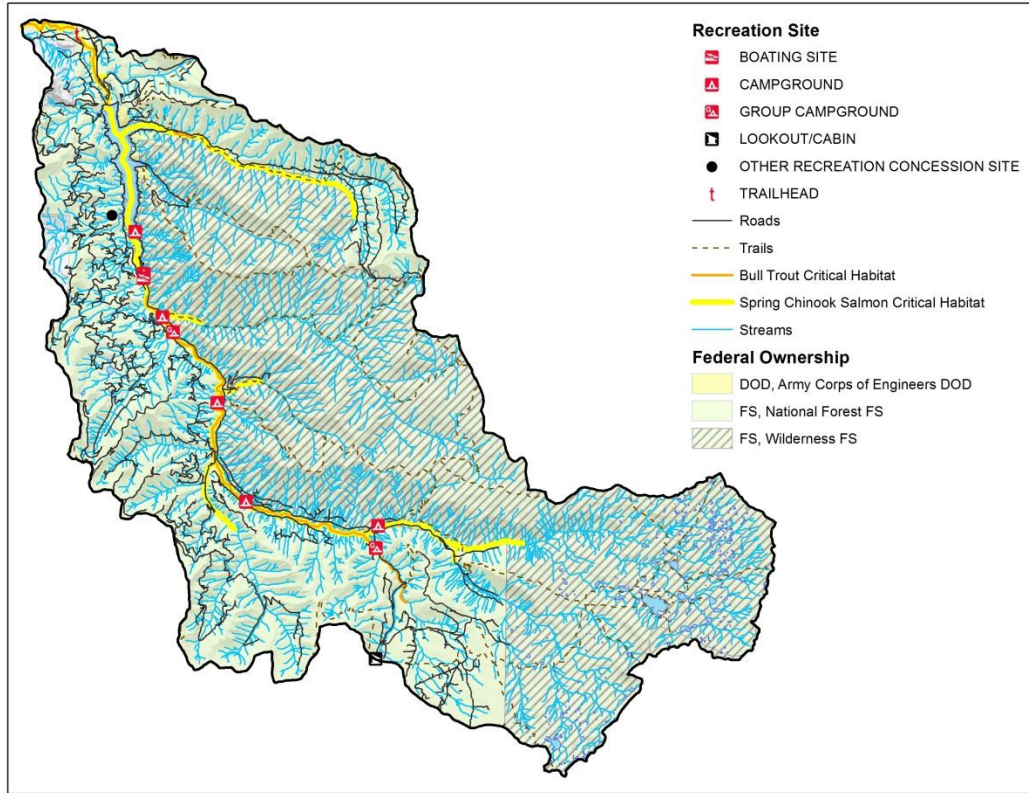 Recreation Site
BOATING SITE
CAMPGROUND
GROUP CAMPGROUND
LOOKOUT/CABIN
OTHER RECREATION CONCESSION SITE
TRAILHEAD
Roads
Trails
Bull Trout Critical Habitat
Spring Chinook Salmon Critical Habitat
Streams
Federal Ownership
DOD, Army Corps of Engineers DOD
FS, National Forest FS
FS, Wilderness FS